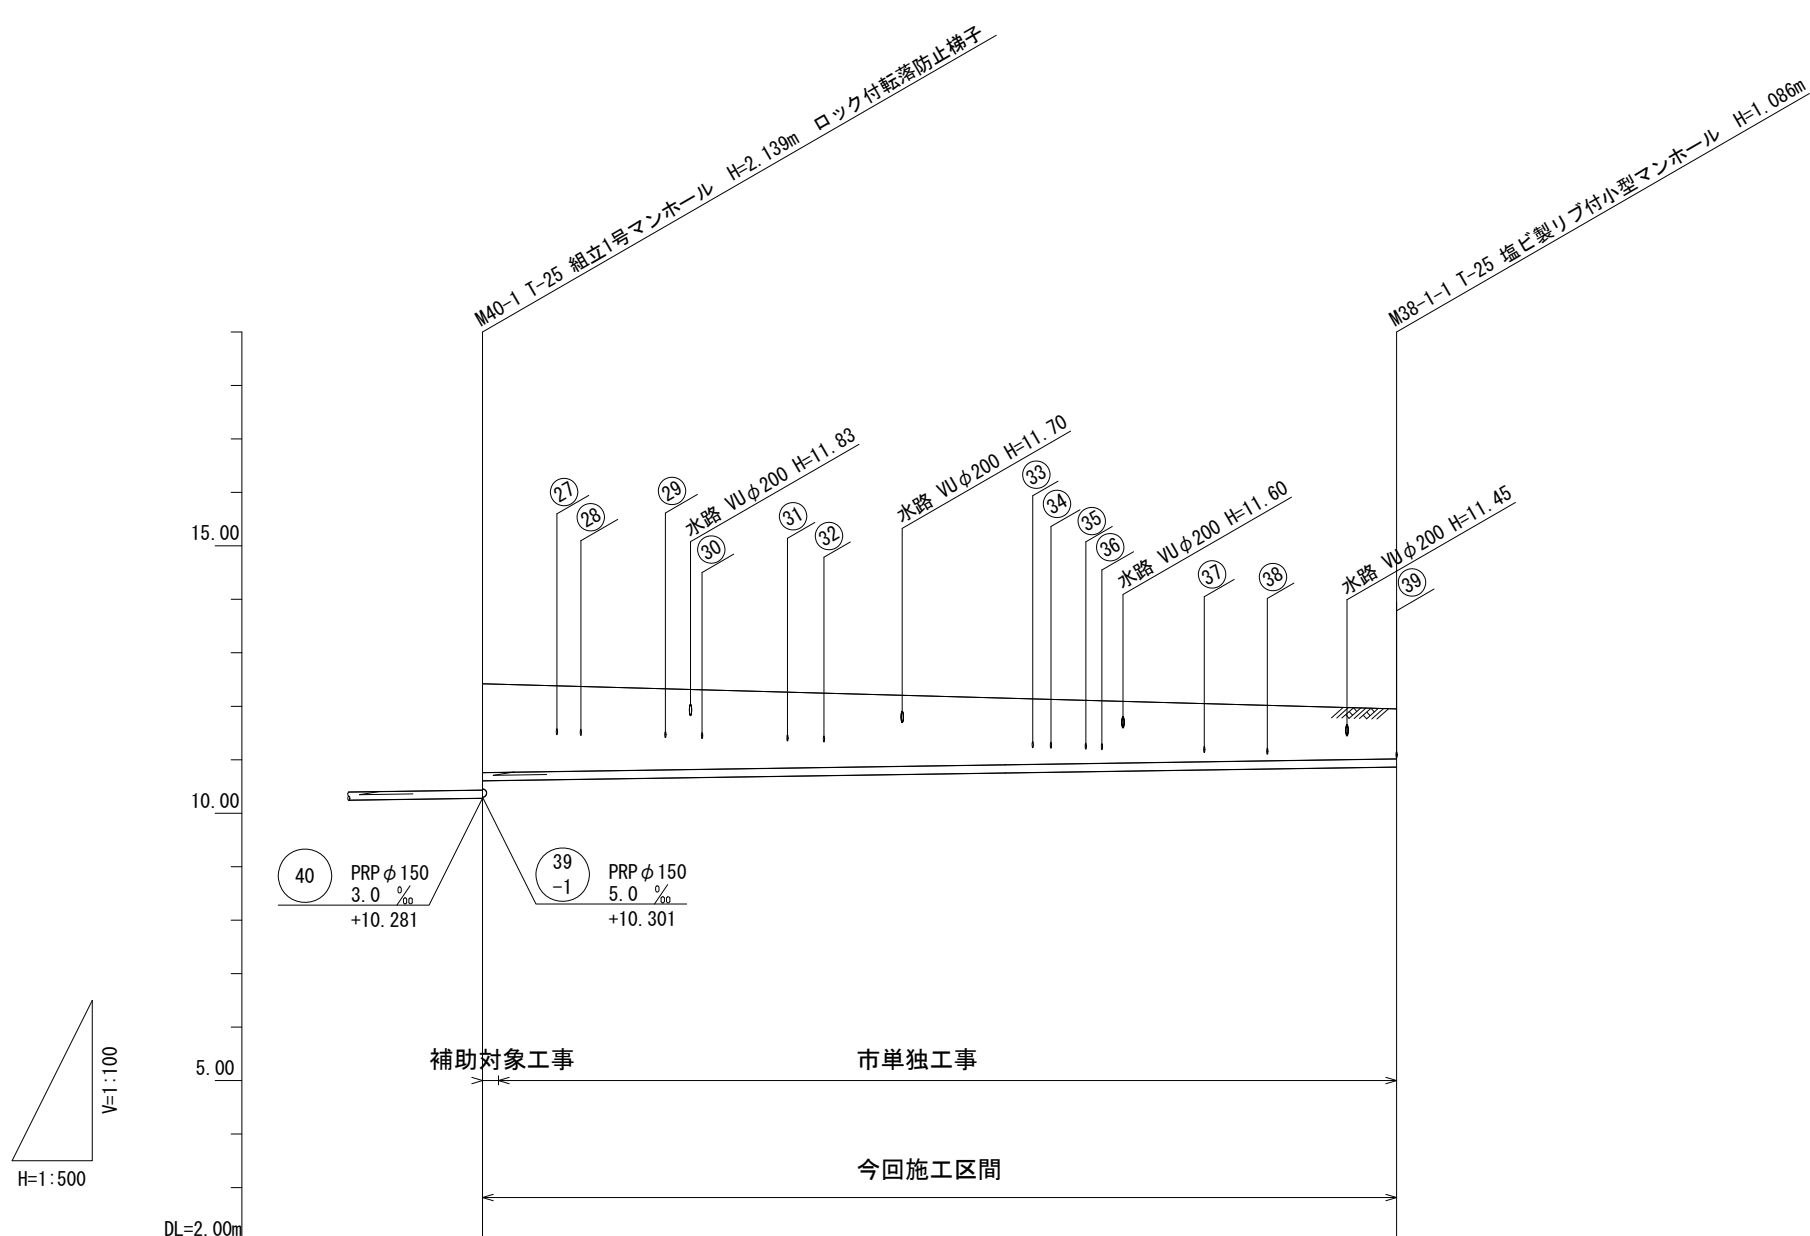 M40-1 T-25 組立1号マンホール　H=2.139m　ロック付転落防止梯子
M38-1-1 T-25 塩ビ製リブ付小型マンホール　H=1.086m
27
28
29
水路 VUφ200 H=11.83
30
31
32
水路 VUφ200 H=11.70
33
34
35
36
水路 VUφ200 H=11.60
37
38
水路 VUφ200 H=11.45
39
15.00
10.00
40
PRPφ150
3.0 ‰
+10.281
39
-1
PRPφ150
5.0 ‰
+10.301
5.00
補助対象工事
市単独工事
V=1:100
H=1:500
今回施工区間
DL=2.00m